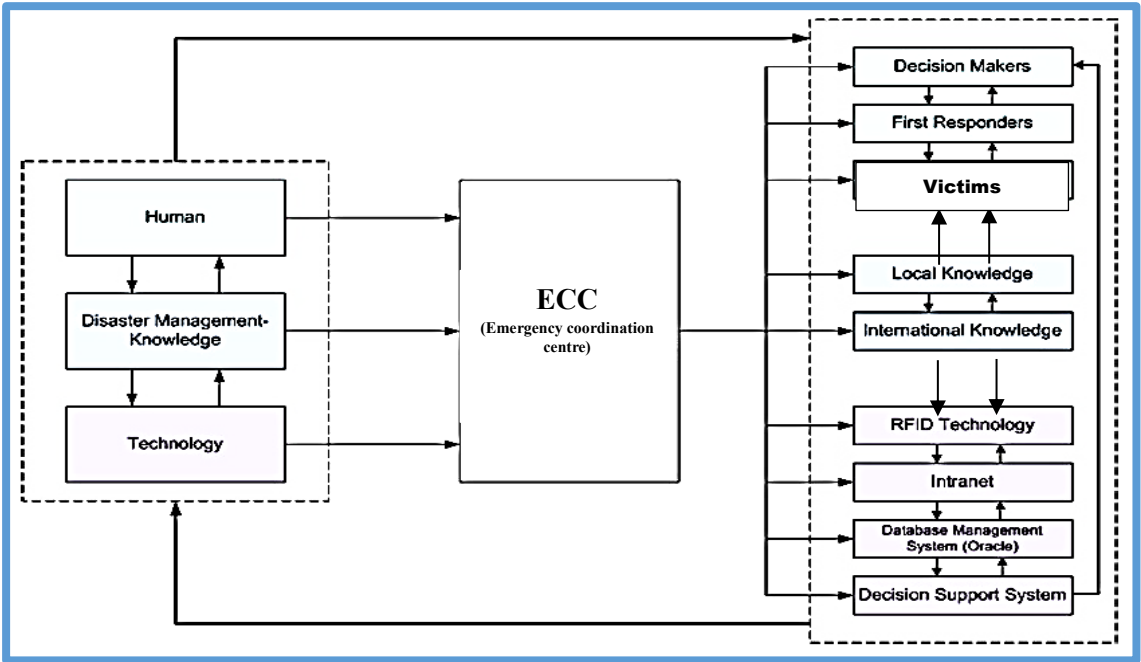 Human
Disaster Management-
Knowledge
Technology
ECC
(Emergency coordination
centre)
Decision Makers
First Responders
Victims
Local Knowledge
International Knowledge
RFID Technology
Intranet
Database Management
System (Oracle)
Decision Support System